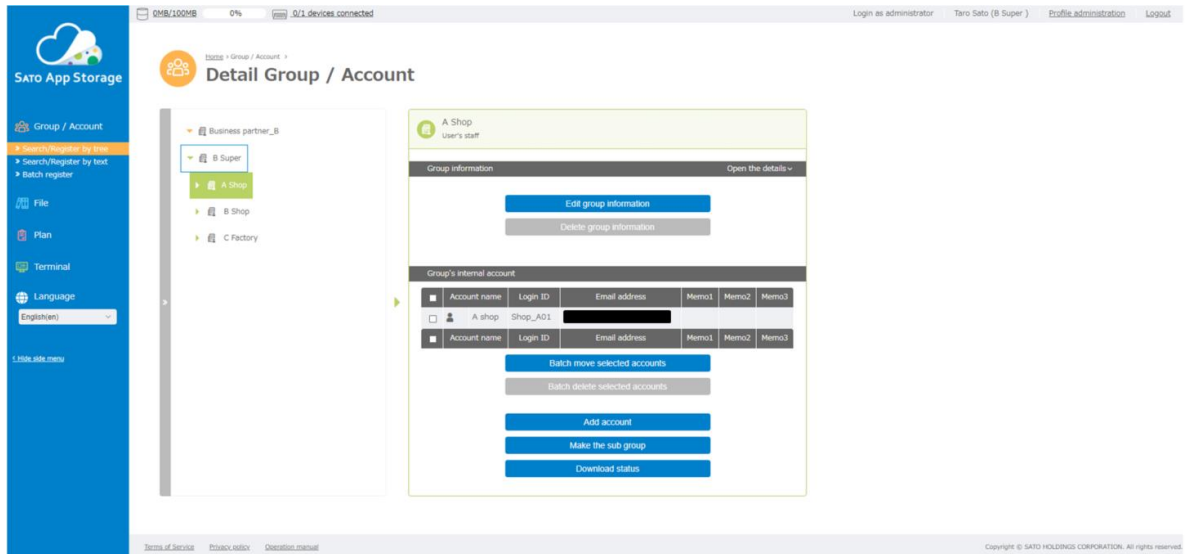 0MB/100MB 0% 0/1 devices connected Login as administrator Taro Sato (B Super ) Profile administration Logout
SATO App Storage
Group / Account
> Search/Register by tree
> Search/Register by text
> Batch register
File
Plan
Terminal
Language
English(en)
< Hide side menu
Home > Group / Account >
Detail Group / Account
Business partner_B
B Super
A Shop
B Shop
C Factory
A Shop
User's staff
Group information Open the details
Edit group information
Delete group information
Group's internal account
Account name Login ID Email address Memo1 Memo2 Memo3
A shop Shop_A01
Account name Login ID Email address Memo1 Memo2 Memo3
Batch move selected accounts
Batch delete selected accounts
Add account
Make the sub group
Download status
Terms of Service Privacy policy Operation manual Copyright © SATO HOLDINGS CORPORATION, All rights reserved.